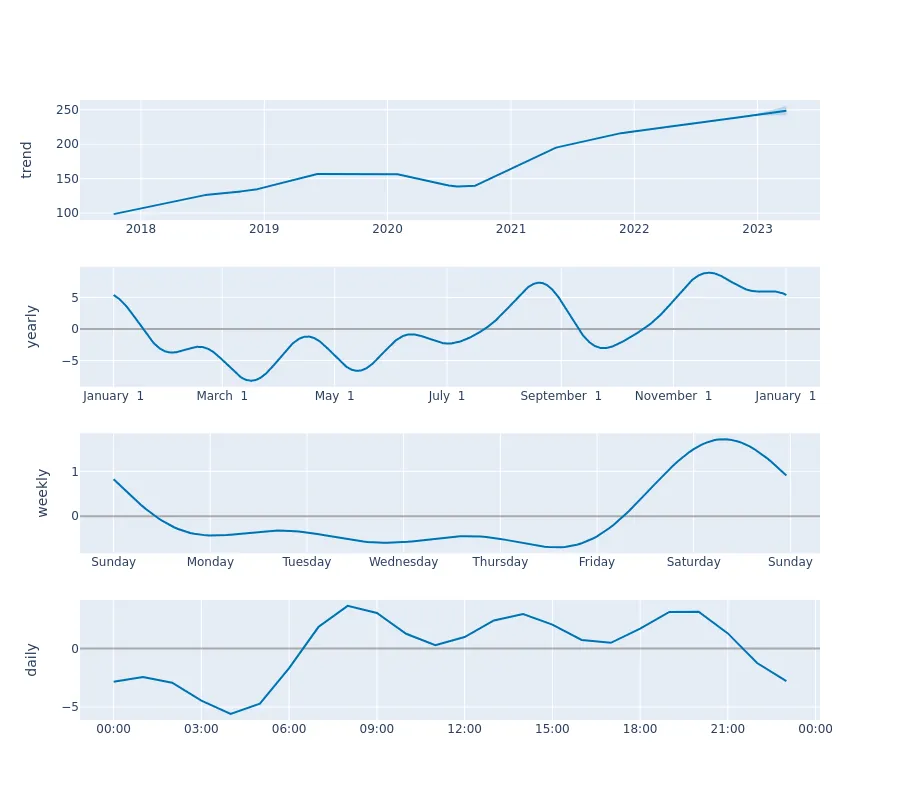 trend
250
200
150
100
2018 2019 2020 2021 2022 2023
yearly
5
0
−5
January 1 March 1 May 1 July 1 September 1 November 1 January 1
weekly
1
0
Sunday Monday Tuesday Wednesday Thursday Friday Saturday Sunday
daily
0
−5
00:00 03:00 06:00 09:00 12:00 15:00 18:00 21:00 00:00